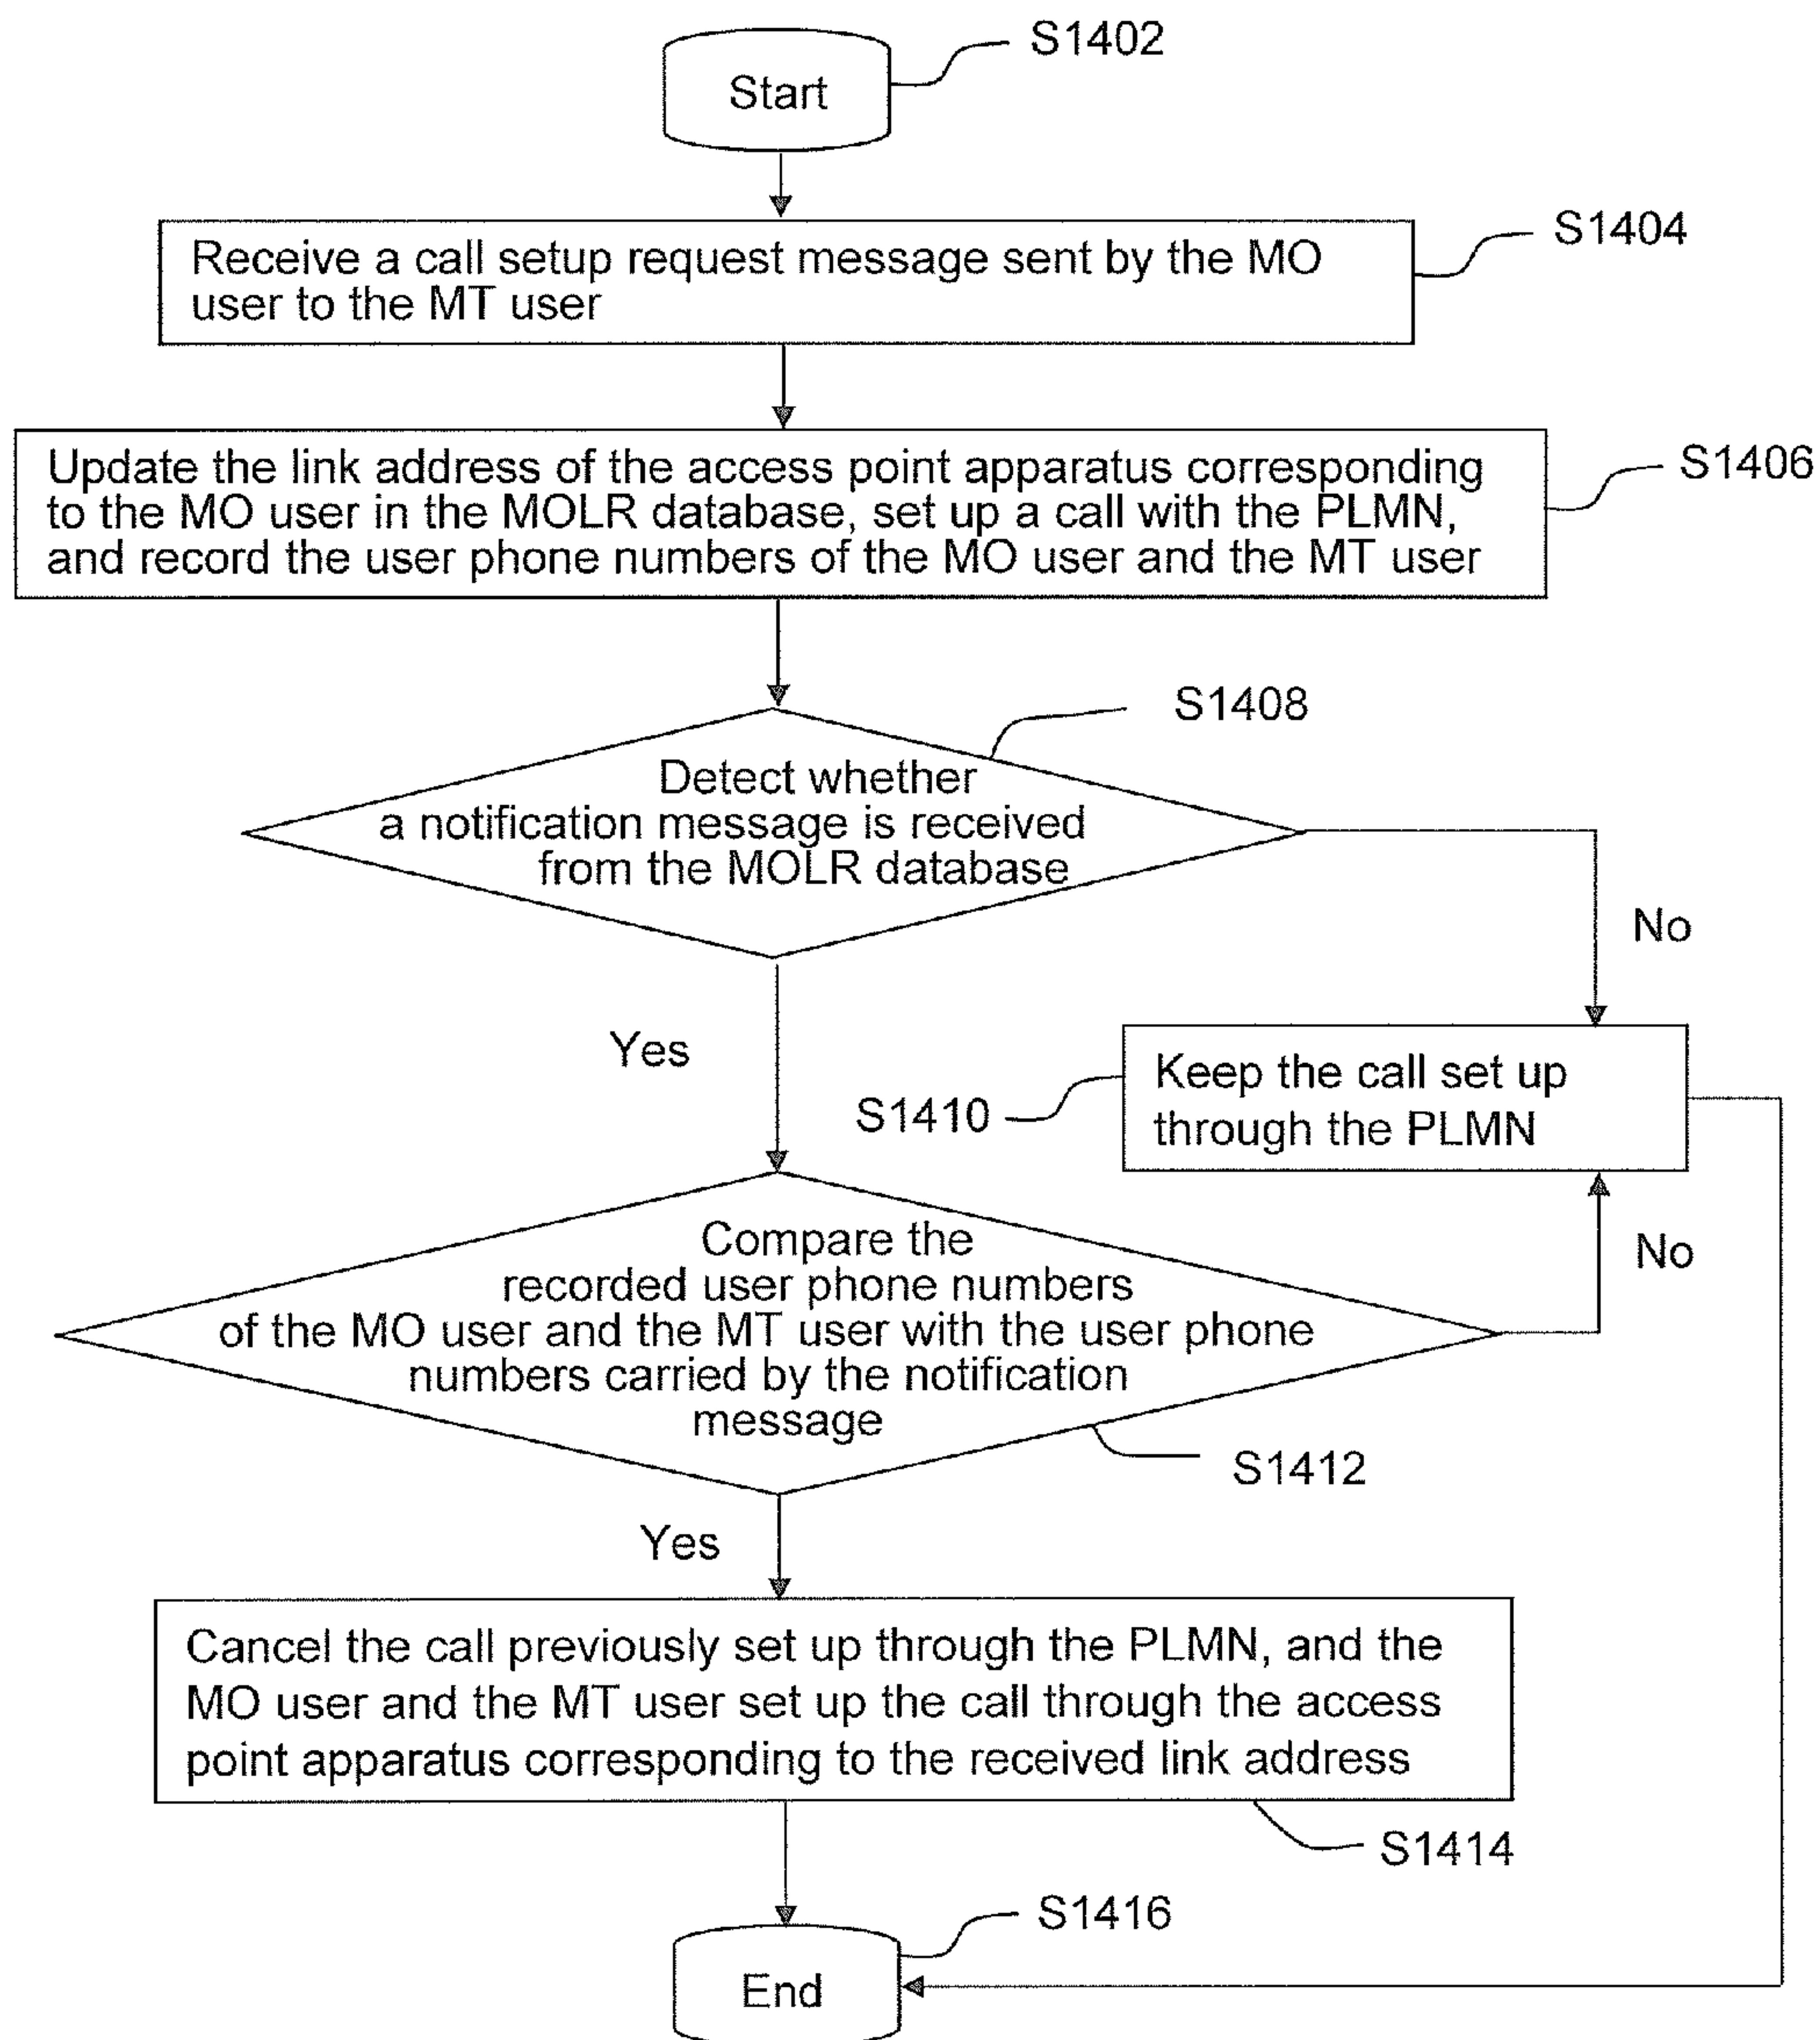 Start
S1402
Receive a call setup request message sent by the MO
user to the MT user
S1404
Update the link address of the access point apparatus corresponding
to the MO user in the MOLR database, set up a call with the PLMN,
and record the user phone numbers of the MO user and the MT user
S1406
S1408
Detect whether
a notification message is received
from the MOLR database
No
Yes
Keep the call set up
through the PLMN
S1410
Compare the
recorded user phone numbers
of the MO user and the MT user with the user phone
numbers carried by the notification
message
No
S1412
Yes
Cancel the call previously set up through the PLMN, and the
MO user and the MT user set up the call through the access
point apparatus corresponding to the received link address
S1414
S1416
End